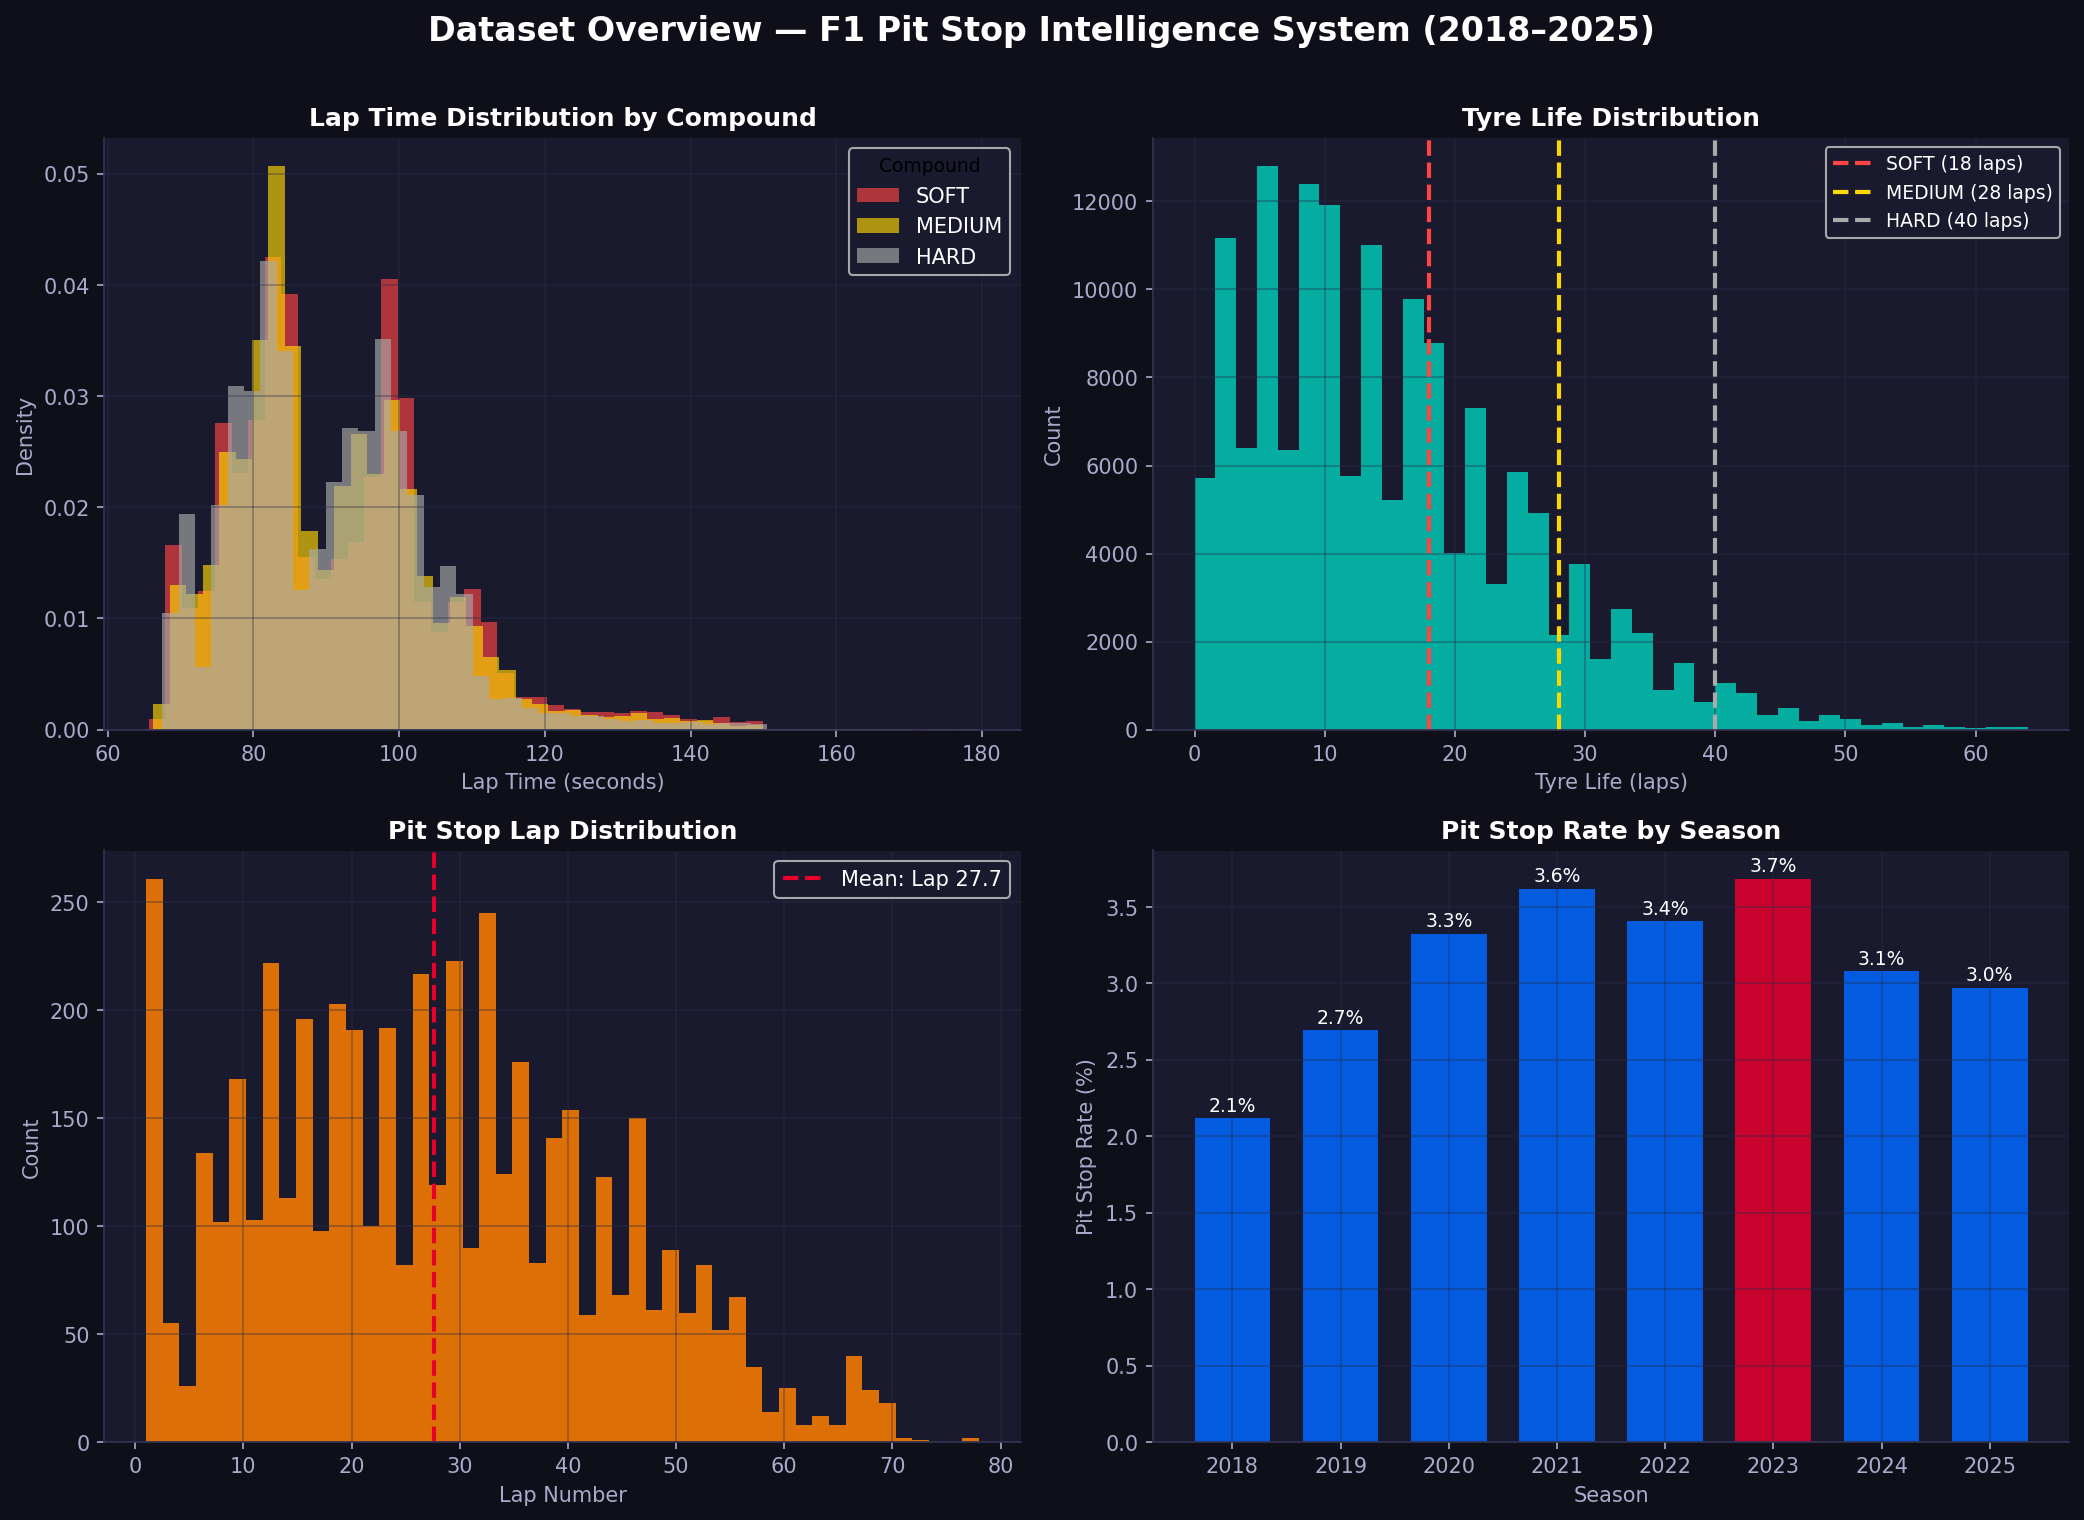 Dataset Overview — F1 Pit Stop Intelligence System (2018–2025)
Lap Time Distribution by Compound
Compound
SOFT
MEDIUM
HARD
0.05
0.04
0.03
0.02
0.01
0.00
Density
60 80 100 120 140 160 180
Lap Time (seconds)
Tyre Life Distribution
SOFT (18 laps)
MEDIUM (28 laps)
HARD (40 laps)
12000
10000
8000
6000
4000
2000
0
Count
0 10 20 30 40 50 60
Tyre Life (laps)
Pit Stop Lap Distribution
Mean: Lap 27.7
250
200
150
100
50
0
Count
0 10 20 30 40 50 60 70 80
Lap Number
Pit Stop Rate by Season
2.1% 2.7% 3.3% 3.6% 3.4% 3.7% 3.1% 3.0%
3.5
3.0
2.5
2.0
1.5
1.0
0.5
0.0
Pit Stop Rate (%)
2018 2019 2020 2021 2022 2023 2024 2025
Season